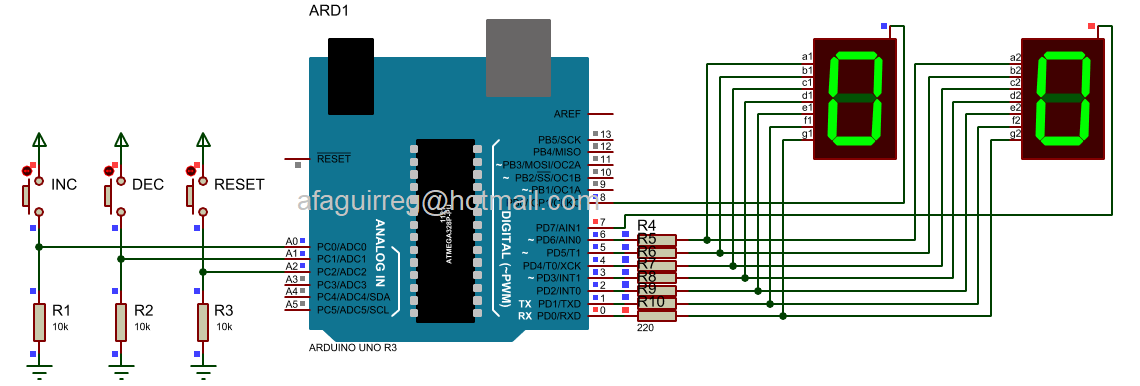 ARD1
INC
DEC
RESET
R1
10k
R2
10k
R3
10k
RESET
A0
PC0/ADC0
A1
PC1/ADC1
A2
PC2/ADC2
A3
PC3/ADC3
A4
PC4/ADC4/SDA
A5
PC5/ADC5/SCL
ANALOG IN
ARDUINO UNO R3
DIGITAL (~PWM)
AREF
PB5/SCK
13
PB4/MISO
12
~PB3/MOSI/OC2A
11
~ PB2/SS/OC1B
10
~ PB1/OC1A
9
8
PD7/AIN1
7
~ PD6/AIN0
6
~ PD5/T1
5
PD4/T0/XCK
4
~ PD3/INT1
3
PD2/INT0
2
TX PD1/TXD
1
RX PD0/RXD
0
afaguirreg@hotmail.com
R4
R5
R6
R7
R8
R9
R10
220
a1
b1
c1
d1
e1
f1
g1
a2
b2
c2
d2
e2
f2
g2
0
0